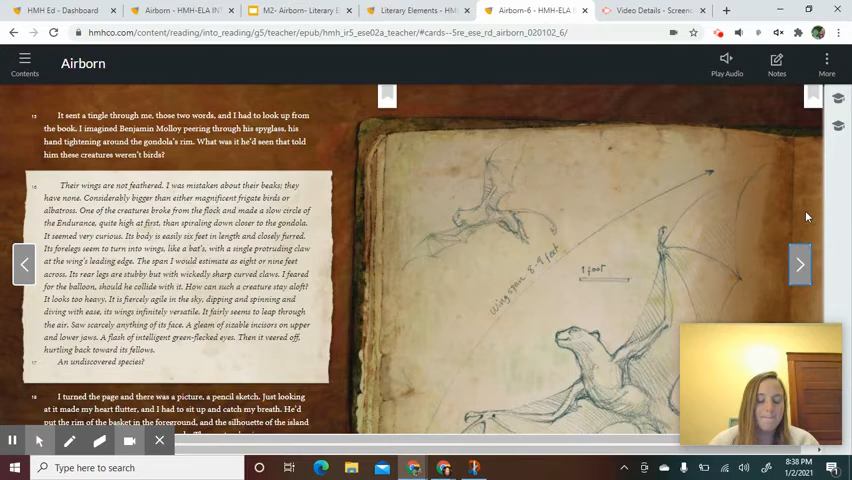 HMH Ed - Dashboard
Airborn - HMH-ELA INT
M2- Airborn- Literary E
Literary Elements - HM
Airborn-6 - HMH-ELA I
Video Details - Screenc
hmhco.com/content/reading/into_reading/g5/teacher/epub/hmh_ir5_ese02a_teacher/#cards--5re_ese_rd_airborn_020102_6/
Contents
Airborn
Play Audio
Notes
More
15 It sent a tingle through me, those two words, and I had to look up from
the book. I imagined Benjamin Molloy peering through his spyglass, his
hand tightening around the gondola's rim. What was it he'd seen that told
him these creatures weren't birds?
16 Their wings are not feathered. I was mistaken about their beaks; they
have none. Considerably bigger than either magnificent frigate birds or
albatross. One of the creatures broke from the flock and made a slow circle of
the Endurance, quite high at first, than spiraling down closer to the gondola.
It seemed very curious. Its body is easily six feet in length and closely furred.
Its forelegs seem to turn into wings, like a bat's, with a single protruding claw
at the wing's leading edge. The span I would estimate as eight or nine feet
across. Its rear legs are stubby but with wickedly sharp curved claws. I feared
for the balloon, should he collide with it. How can such a creature stay aloft?
It looks too heavy. It is fiercely agile in the sky, dipping and spinning and
diving with ease, its wings infinitely versatile. It fairly seems to leap through
the air. Saw scarcely anything of its face. A gleam of sizable incisors on upper
and lower jaws. A flash of intelligent green-flecked eyes. Then it veered off,
hurtling back toward its fellows.
17 An undiscovered species?
18 I turned the page and there was a picture, a pencil sketch. Just looking
at it made my heart flutter, and I had to sit up and catch my breath. He'd
put the rim of the basket in the foreground, and the silhouette of the island
Wing span 8-9 feet
1 foot
Type here to search
8:38 PM
1/2/2021